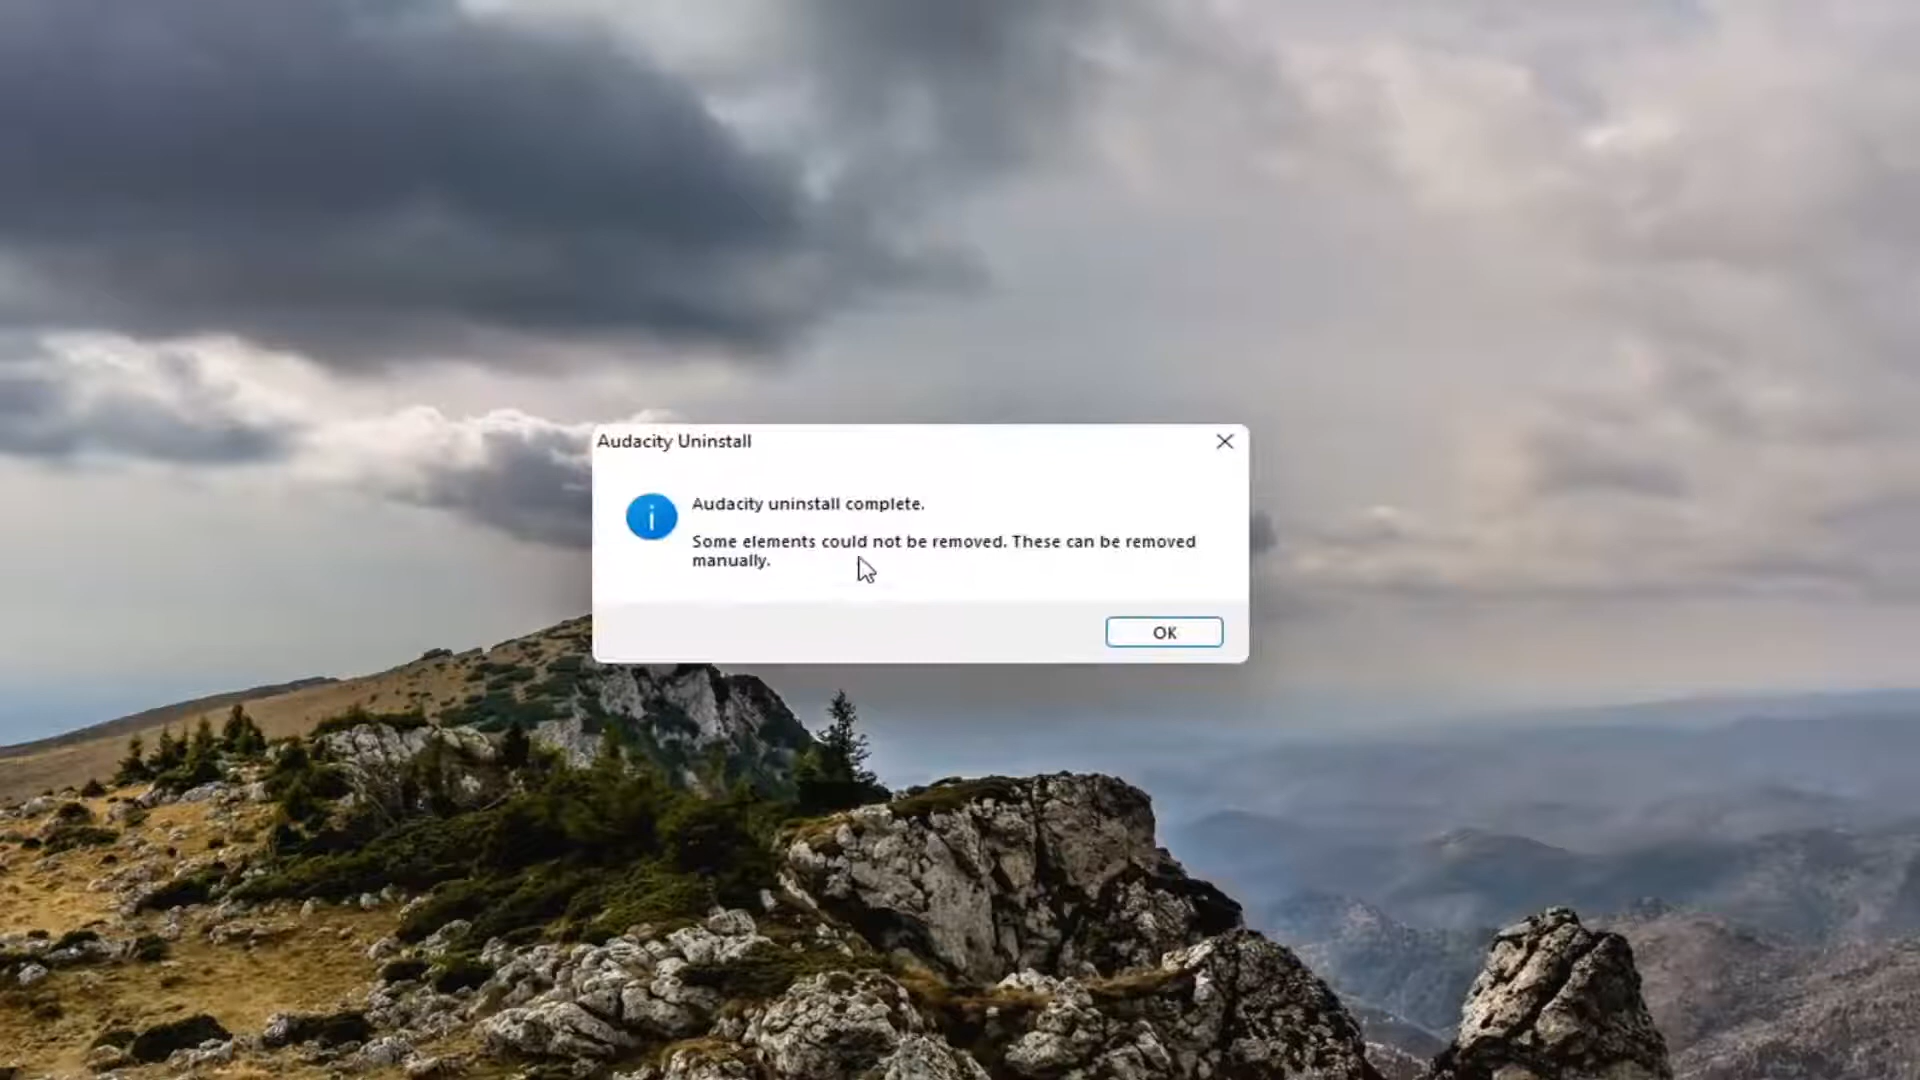 Audacity Uninstall
i
Audacity uninstall complete.
Some elements could not be removed. These can be removed
manually.
OK